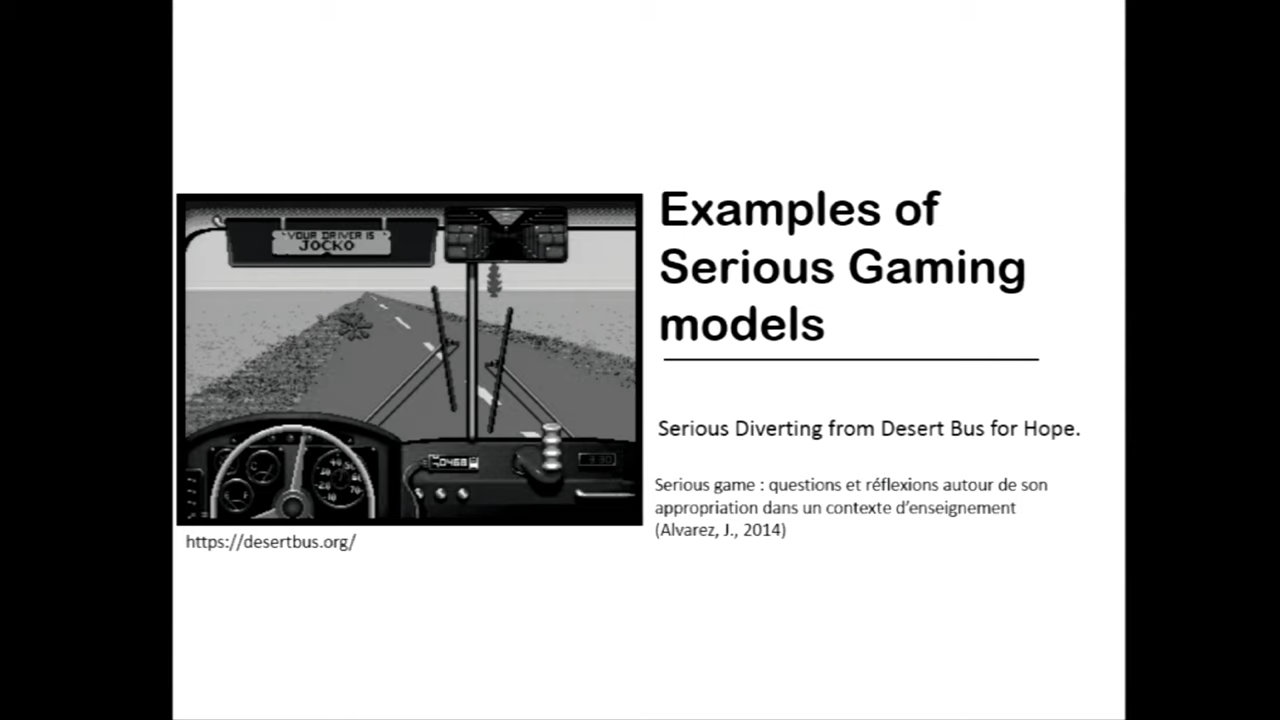 Examples of
Serious Gaming
models
YOUR DRIVER IS
JOCKO
Serious Diverting from Desert Bus for Hope.
Serious game : questions et réflexions autour de son
appropriation dans un contexte d’enseignement
(Alvarez, J., 2014)
https://desertbus.org/